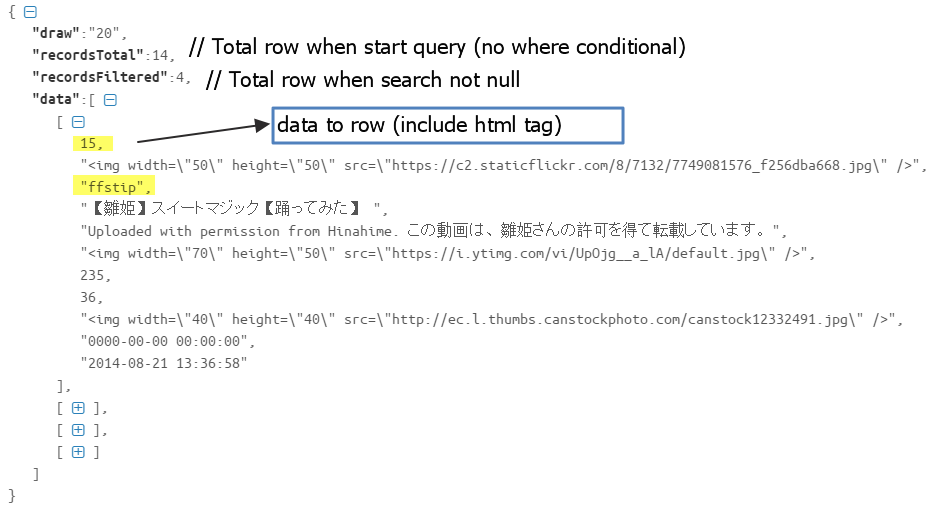 {
"draw":"20",
"recordsTotal":14, // Total row when start query (no where conditional)
"recordsFiltered":4, // Total row when search not null
"data":[
[ data to row (include html tag)
15,
"<img width=\"50\" height=\"50\" src=\"https://c2.staticflickr.com/8/7132/7749081576_f256dba668.jpg\" />",
"ffstip",
"【雛姫】スイートマジック【踊ってみた】 ",
"Uploaded with permission from Hinahime. この動画は、雛姫さんの許可を得て転載しています。",
"<img width=\"70\" height=\"50\" src=\"https://i.ytimg.com/vi/UpOjg__a_lA/default.jpg\" />",
235,
36,
"<img width=\"40\" height=\"40\" src=\"http://ec.l.thumbs.canstockphoto.com/canstock12332491.jpg\" />",
"0000-00-00 00:00:00",
"2014-08-21 13:36:58"
],
[ ],
[ ],
[ ]
]
}